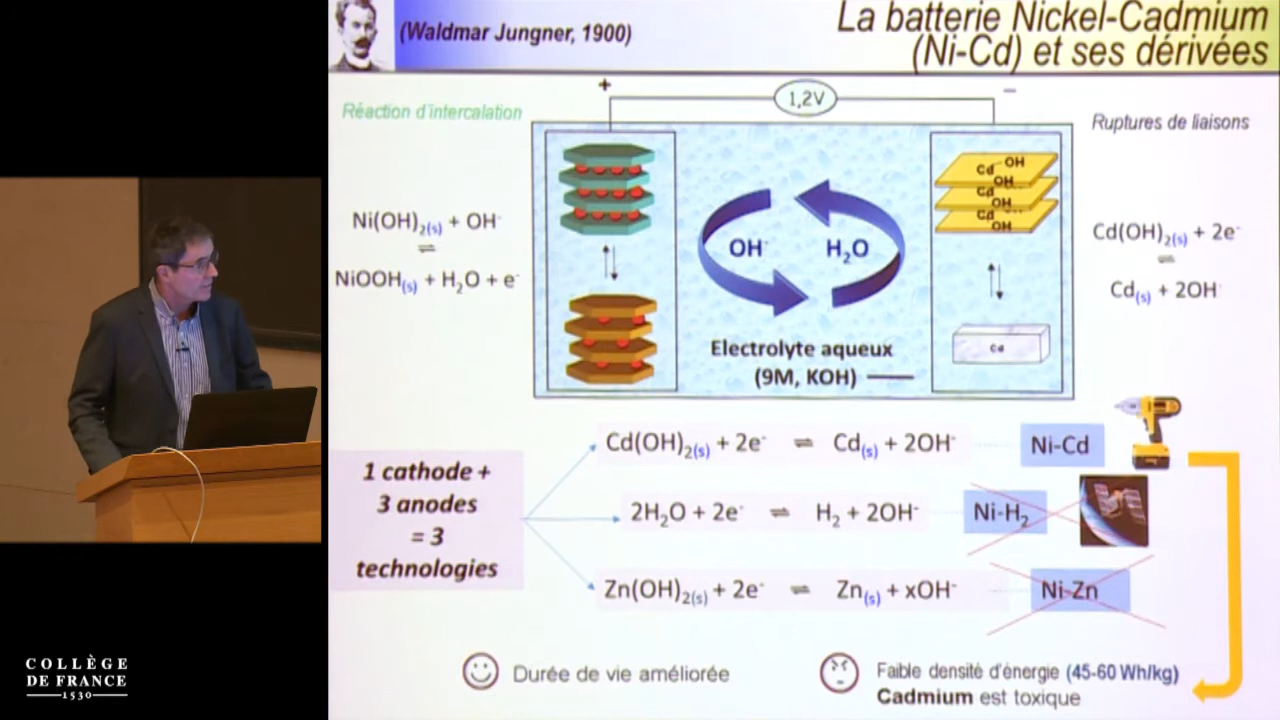 (Waldmar Jungner, 1900)
La batterie Nickel-Cadmium
(Ni-Cd) et ses dérivées
Réaction d'intercalation
+
1,2V
−
Ruptures de liaisons
Ni(OH)2(s) + OH-
⇌
NiOOH(s) + H2O + e-
OH-
H2O
Electrolyte aqueux
(9M, KOH)
Cd OH
OH
Cd
OH
Cd
OH
Cd
Cd(OH)2(s) + 2e-
⇌
Cd(s) + 2OH-
1 cathode +
3 anodes
= 3
technologies
Cd(OH)2(s) + 2e- ⇌ Cd(s) + 2OH- Ni-Cd
2H2O + 2e- ⇌ H2 + 2OH- Ni-H2
Zn(OH)2(s) + 2e- ⇌ Zn(s) + xOH- Ni-Zn
Durée de vie améliorée
Faible densité d'énergie (45-60 Wh/kg)
Cadmium est toxique
COLLÈGE
DE FRANCE
1530